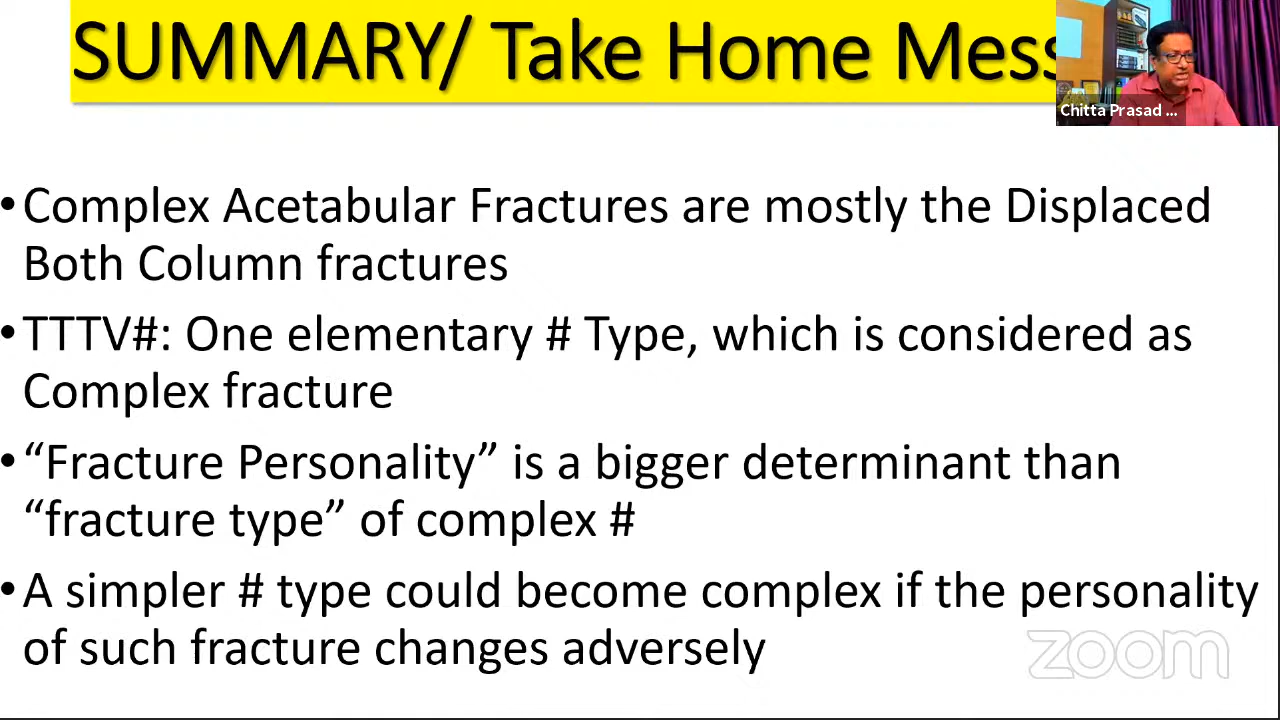 SUMMARY/ Take Home Mess
Chitta Prasad ...
•Complex Acetabular Fractures are mostly the Displaced
Both Column fractures
•TTTV#: One elementary # Type, which is considered as
Complex fracture
•“Fracture Personality” is a bigger determinant than
“fracture type” of complex #
•A simpler # type could become complex if the personality
of such fracture changes adversely
zoom